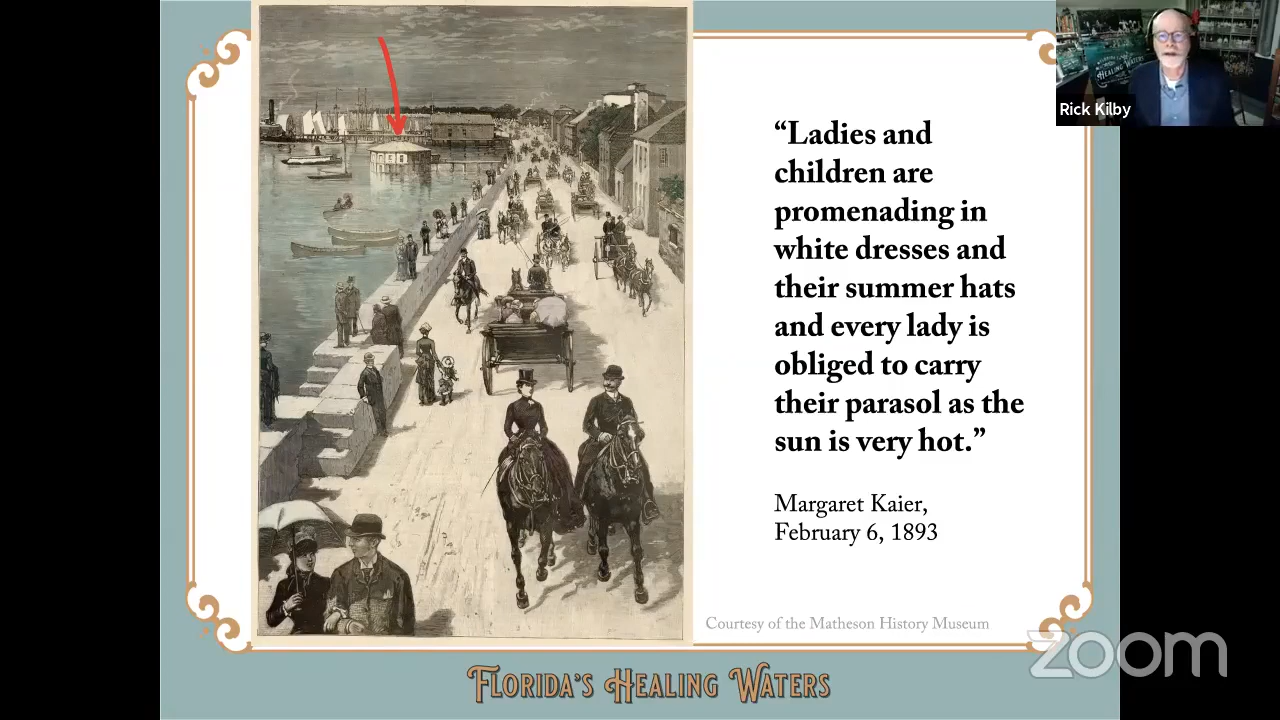 Rick Kilby
HEALING WATERS
“Ladies and
children are
promenading in
white dresses and
their summer hats
and every lady is
obliged to carry
their parasol as the
sun is very hot.”
Margaret Kaier,
February 6, 1893
Courtesy of the Matheson History Museum
zoom
FLORIDA’S HEALING WATERS